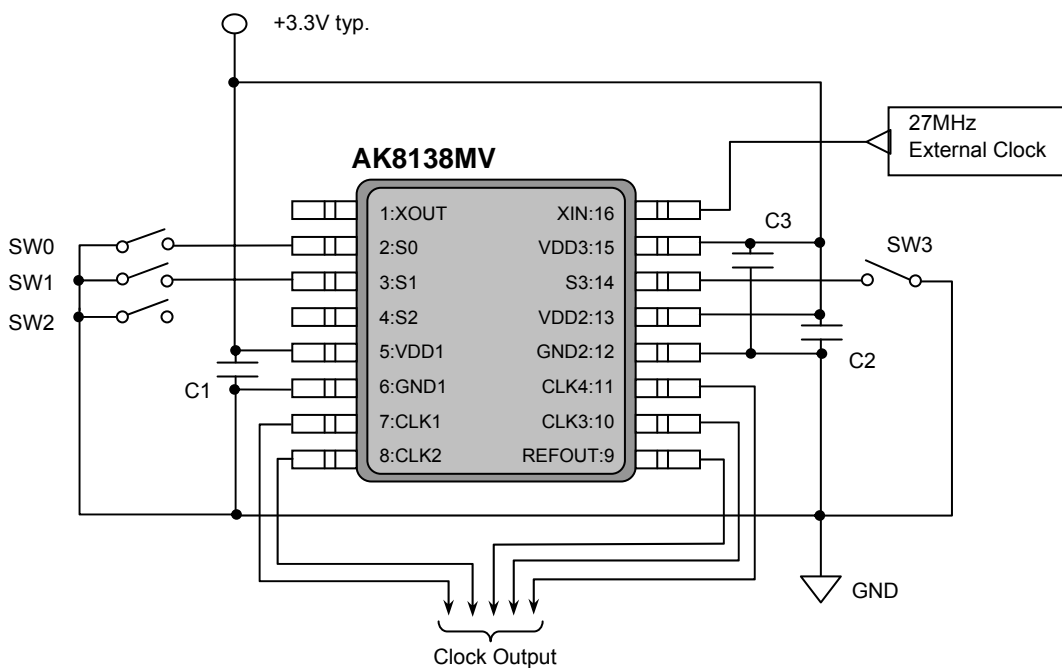 +3.3V typ.
27MHz
External Clock
AK8138MV
1:XOUT
XIN:16
C3
SW0
2:S0
VDD3:15
SW3
SW1
3:S1
S3:14
SW2
4:S2
VDD2:13
5:VDD1
GND2:12
C2
C1
6:GND1
CLK4:11
7:CLK1
CLK3:10
8:CLK2
REFOUT:9
GND
Clock Output